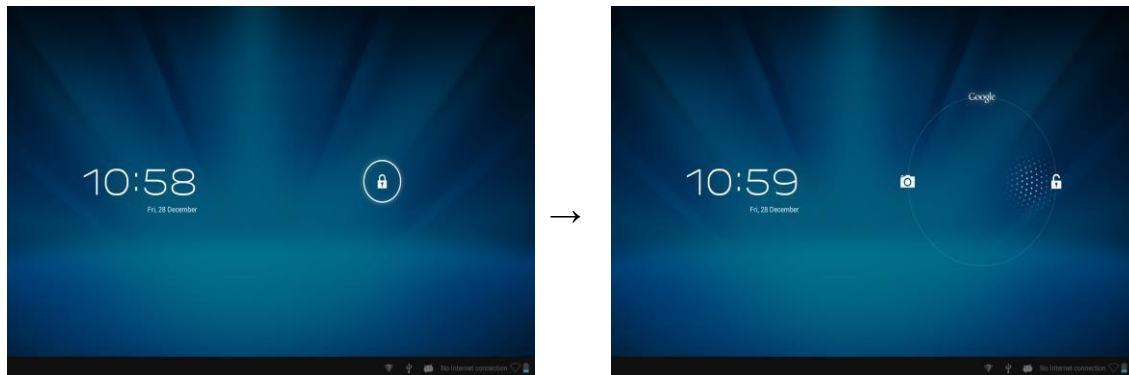 10:58
Fri, 28 December
No Internet connection
→
Google
10:59
Fri, 28 December
No Internet connection